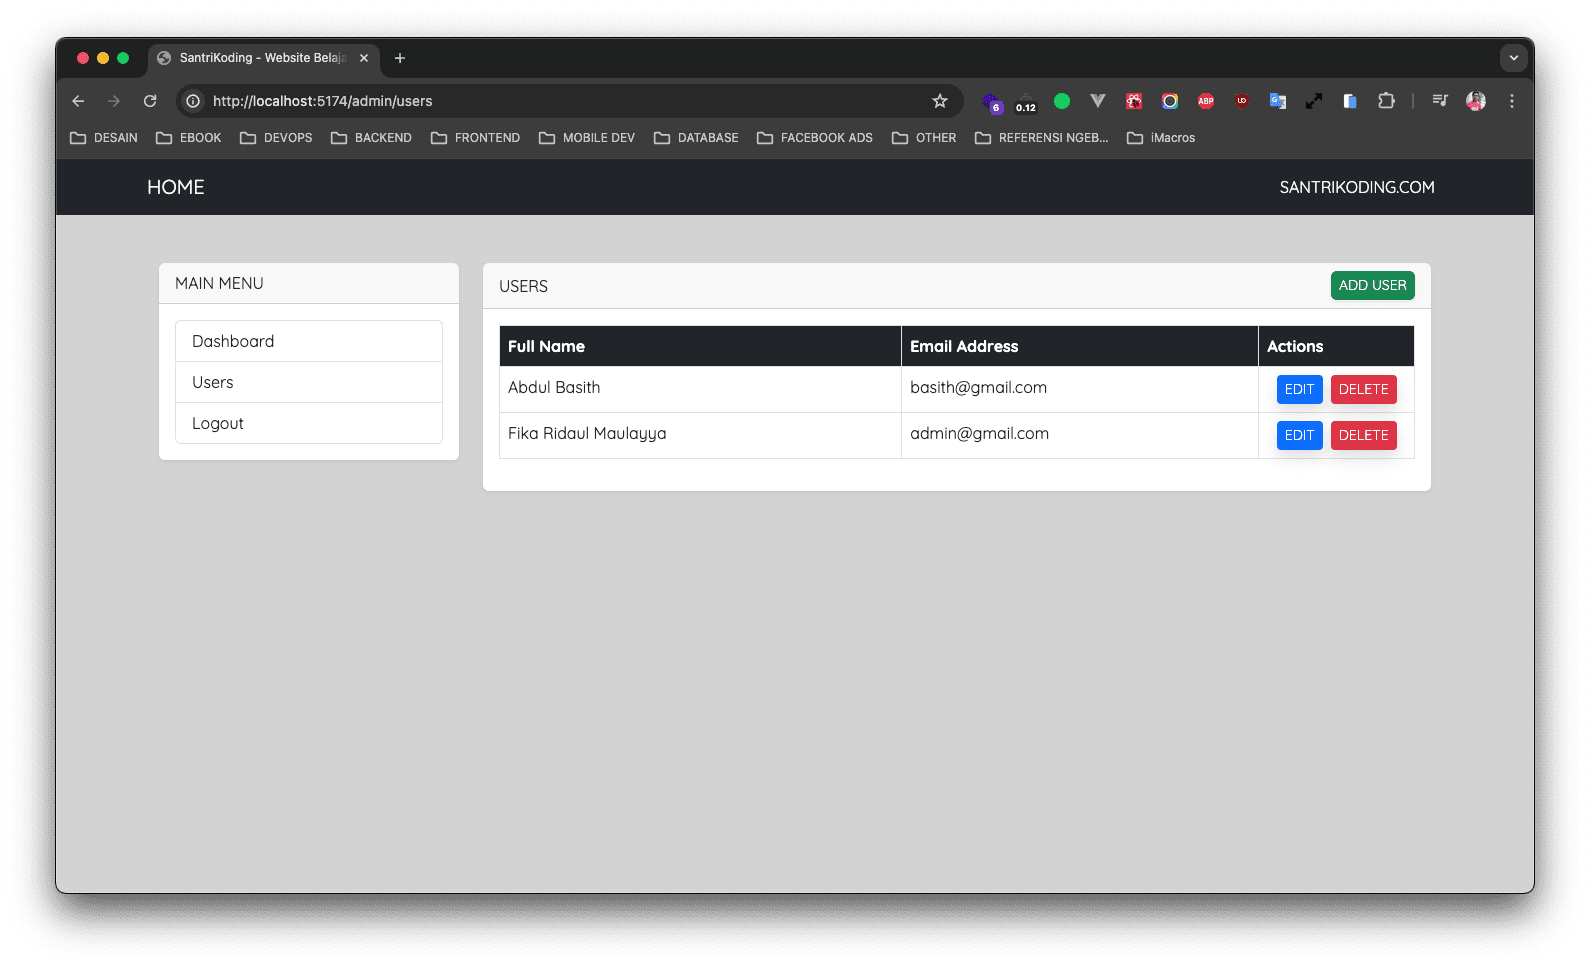 SantriKoding - Website Belaja
http://localhost:5174/admin/users
6
0.12
ABP
DESAIN EBOOK DEVOPS BACKEND FRONTEND MOBILE DEV DATABASE FACEBOOK ADS OTHER REFERENSI NGEB... iMacros
HOME SANTRIKODING.COM
MAIN MENU
Dashboard
Users
Logout
USERS ADD USER
Full Name Email Address Actions
Abdul Basith basith@gmail.com EDIT DELETE
Fika Ridaul Maulayya admin@gmail.com EDIT DELETE